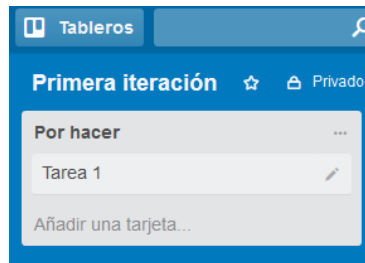 Tableros
Primera iteración Privado
Por hacer ...
Tarea 1
Añadir una tarjeta...